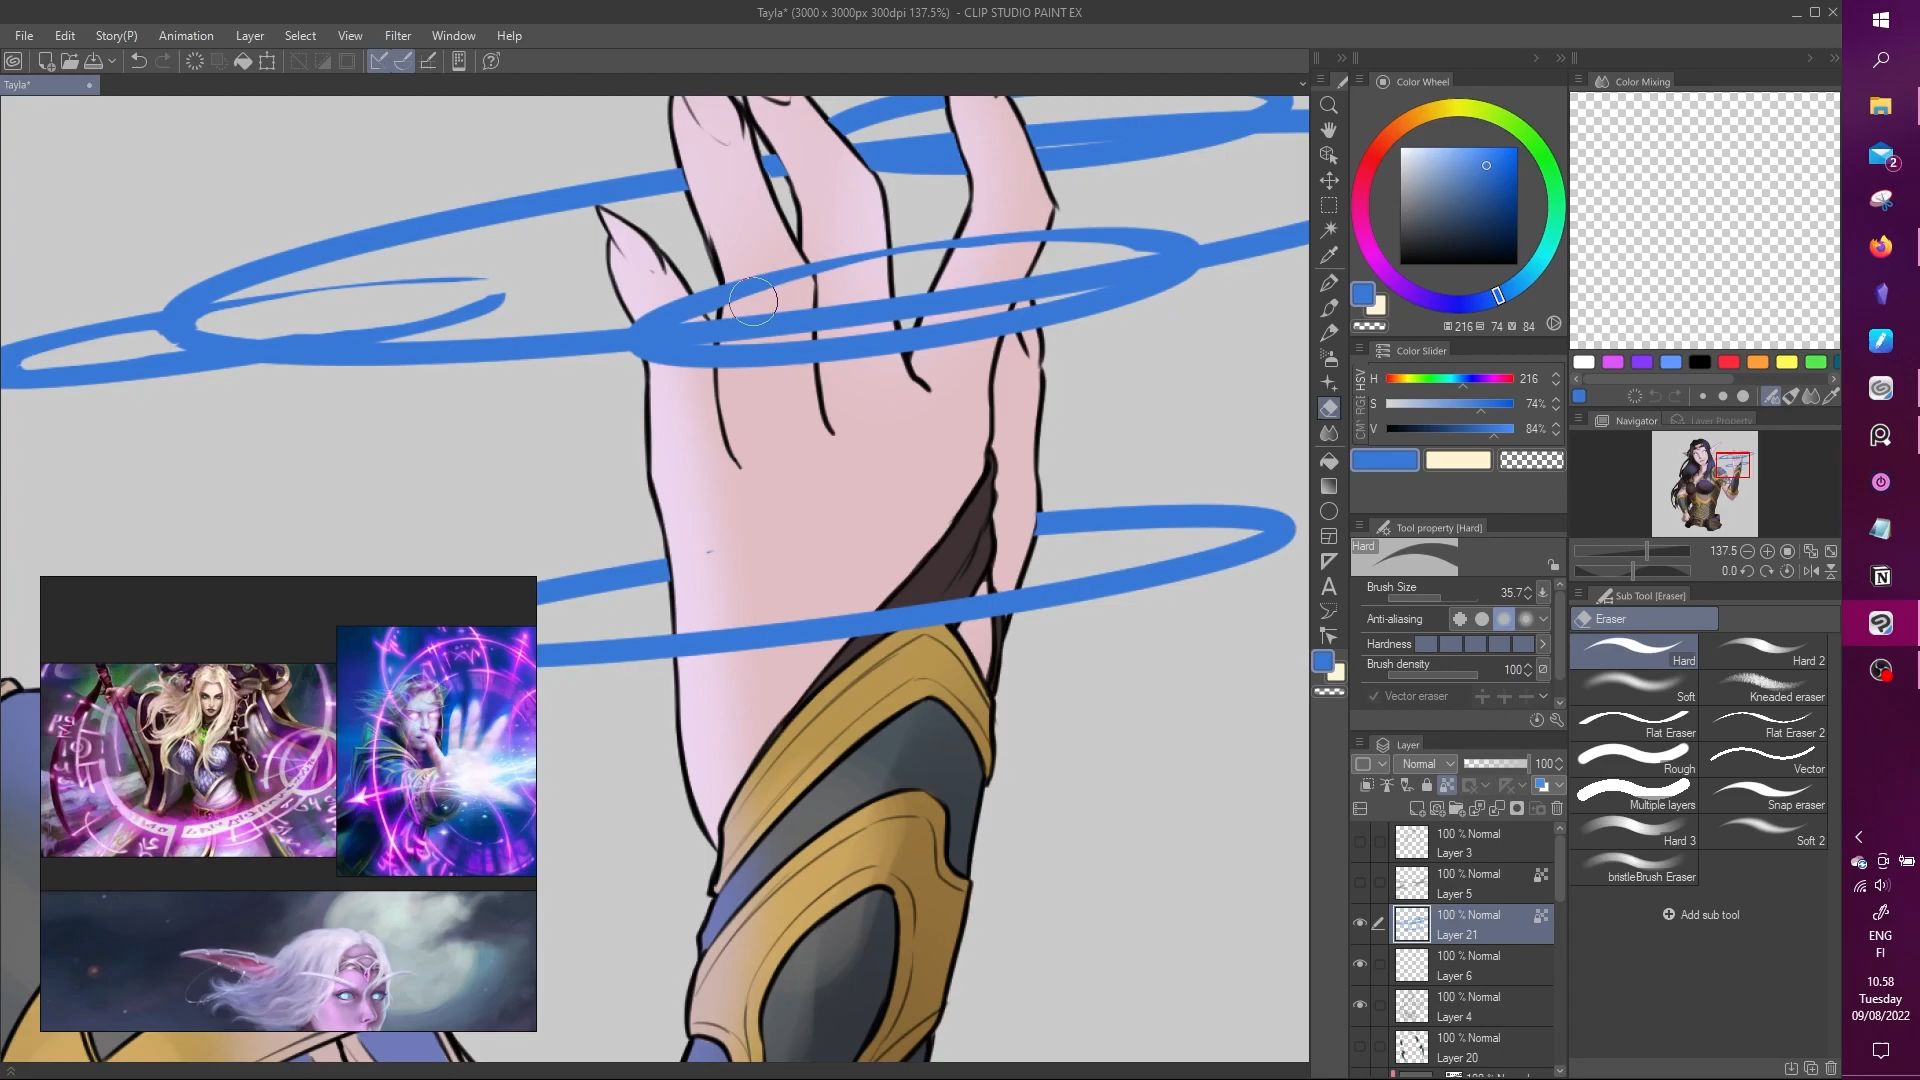 Tayla* (3000 x 3000px 300dpi 137.5%) - CLIP STUDIO PAINT EX
File Edit Story(P) Animation Layer Select View Filter Window Help
Tayla*
Color Wheel
Color Mixing
216 74 84
Color Slider
HSV
RGB
CM
H 216
S 74%
V 84%
Navigator
Layer Property
137.5
0.0
Tool property [Hard]
Hard
Brush Size 35.7
Anti-aliasing
Hardness
Brush density 100
Vector eraser
Sub Tool [Eraser]
Eraser
Hard
Hard 2
Soft
Kneaded eraser
Flat Eraser
Flat Eraser 2
Rough
Vector
Multiple layers
Snap eraser
Hard 3
Soft 2
bristleBrush Eraser
Add sub tool
Layer
Normal 100
100 % Normal
Layer 3
100 % Normal
Layer 5
100 % Normal
Layer 21
100 % Normal
Layer 6
100 % Normal
Layer 4
100 % Normal
Layer 20
2
ENG
FI
10.58
Tuesday
09/08/2022